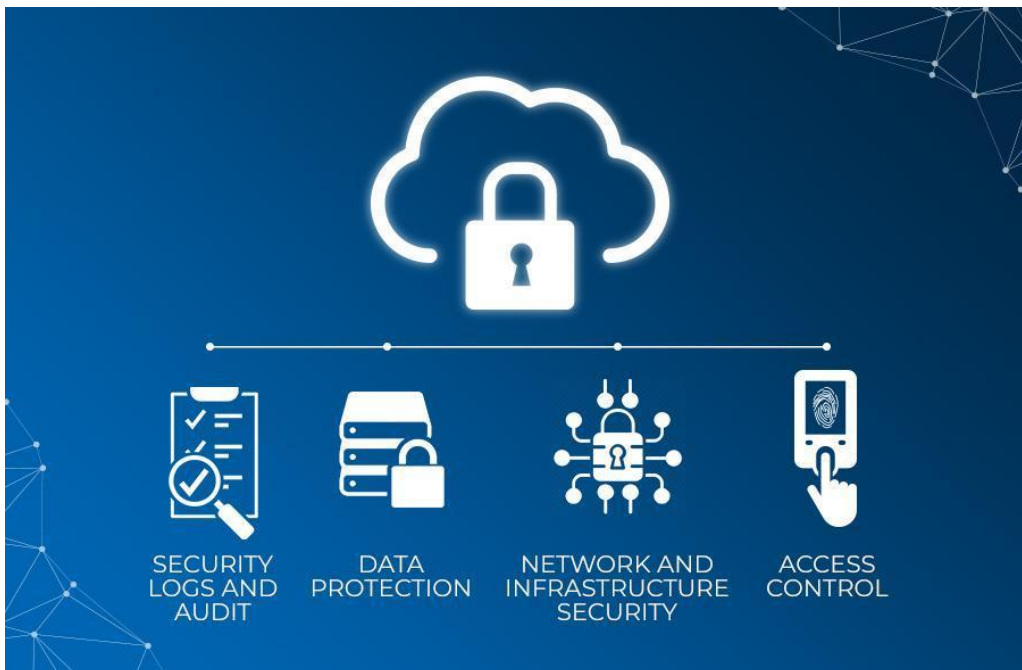 SECURITY
LOGS AND
AUDIT
DATA
PROTECTION
NETWORK AND
INFRASTRUCTURE
SECURITY
ACCESS
CONTROL